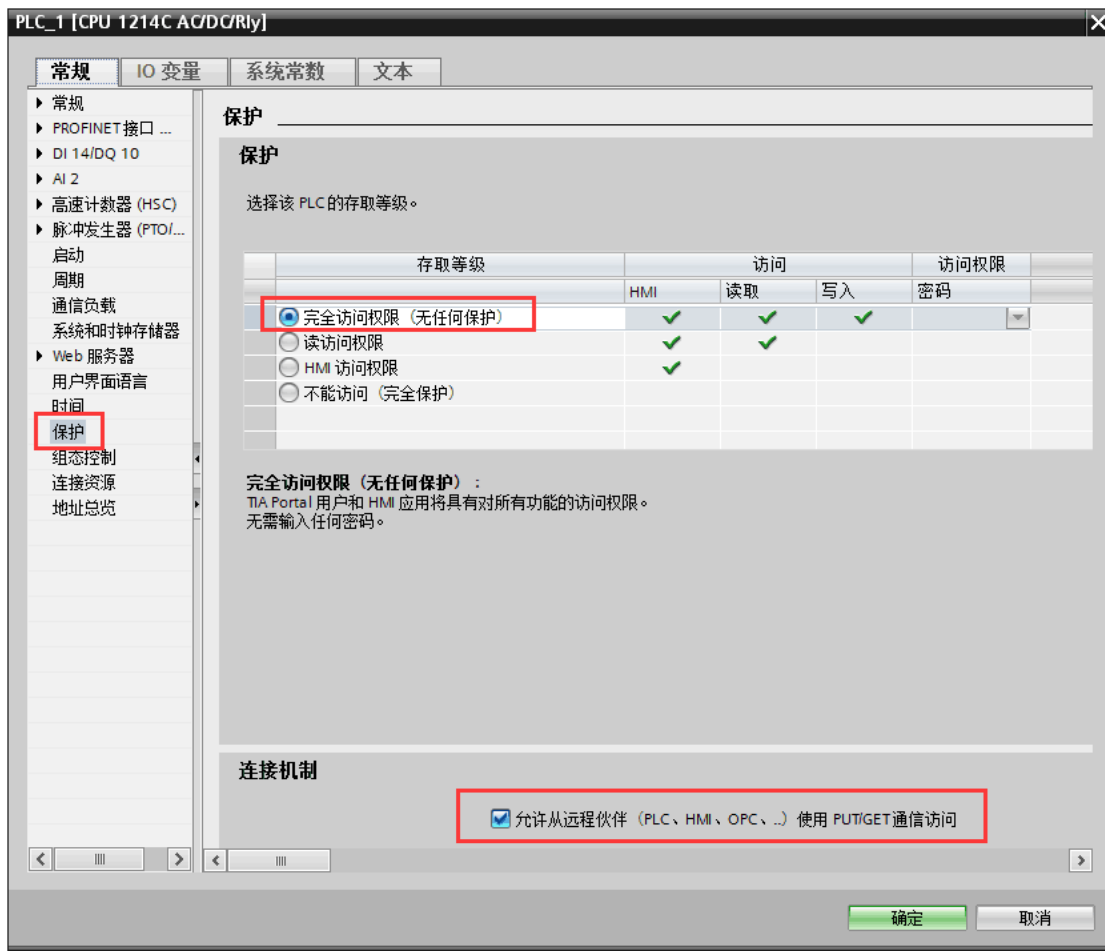 PLC_1 [CPU 1214C AC/DC/Rly]
常规 IO 变量 系统常数 文本
常规
PROFINET接口 ...
DI 14/DQ 10
AI 2
高速计数器 (HSC)
脉冲发生器 (PTO/...
启动
周期
通信负载
系统和时钟存储器
Web 服务器
用户界面语言
时间
保护
组态控制
连接资源
地址总览
保护
保护
选择该 PLC的存取等级。
存取等级 访问 访问权限
HMI 读取 写入 密码
完全访问权限（无任何保护）
读访问权限
HMI 访问权限
不能访问（完全保护）
完全访问权限（无任何保护）:
TIA Portal 用户和 HMI 应用将具有对所有功能的访问权限。
无需输入任何密码。
连接机制
允许从远程伙伴（PLC、HMI、OPC、..）使用 PUT/GET通信访问
确定 取消